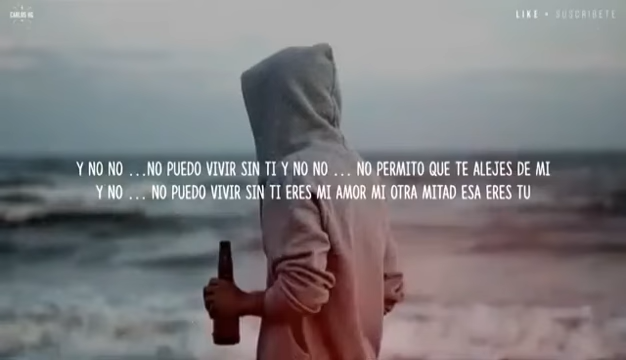 CARLOS RG
LIKE + SUSCRIBETE
Y NO NO ...NO PUEDO VIVIR SIN TI Y NO NO ... NO PERMITO QUE TE ALEJES DE MI
Y NO ... NO PUEDO VIVIR SIN TI ERES MI AMOR MI OTRA MITAD ESA ERES TU